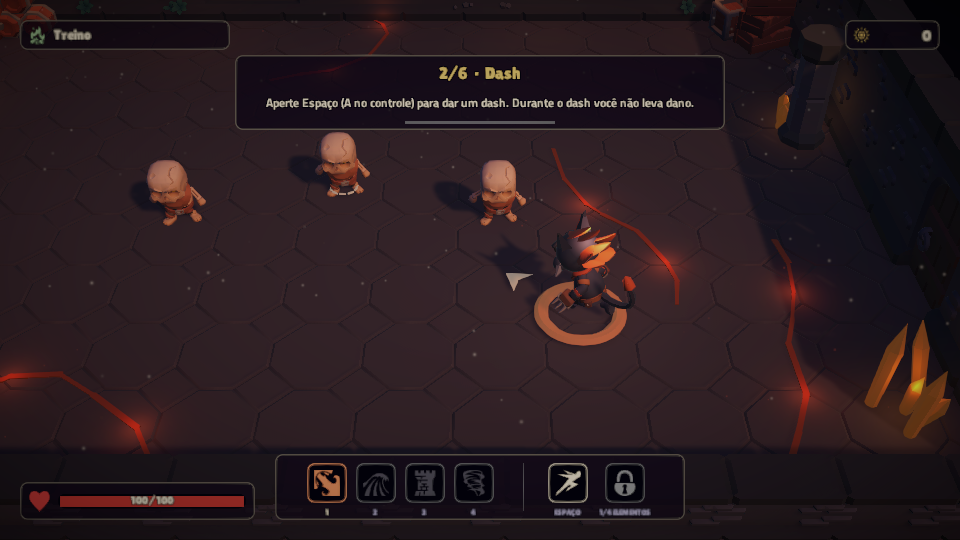 Treino
0
2/6 · Dash
Aperte Espaço (A no controle) para dar um dash. Durante o dash você não leva dano.
100/100
1
2
3
4
ESPAÇO
1/4 ELEMENTOS